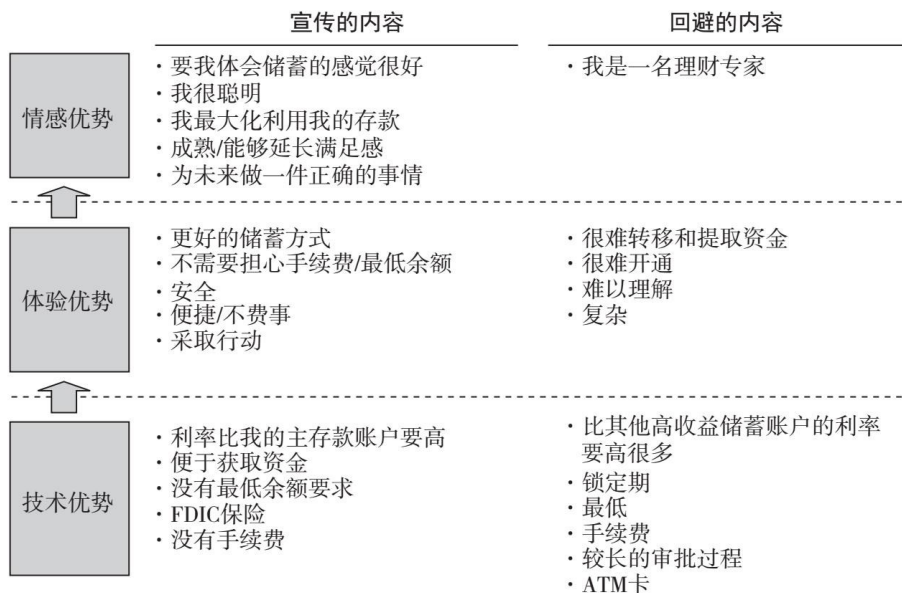 宣传的内容
回避的内容
情感优势
·要我体会储蓄的感觉很好
·我很聪明
·我最大化利用我的存款
·成熟/能够延长满足感
·为未来做一件正确的事情
·我是一名理财专家
体验优势
·更好的储蓄方式
·不需要担心手续费/最低余额
·安全
·便捷/不费事
·采取行动
·很难转移和提取资金
·很难开通
·难以理解
·复杂
技术优势
·利率比我的主存款账户要高
·便于获取资金
·没有最低余额要求
·FDIC保险
·没有手续费
·比其他高收益储蓄账户的利率
要高很多
·锁定期
·最低
·手续费
·较长的审批过程
·ATM卡